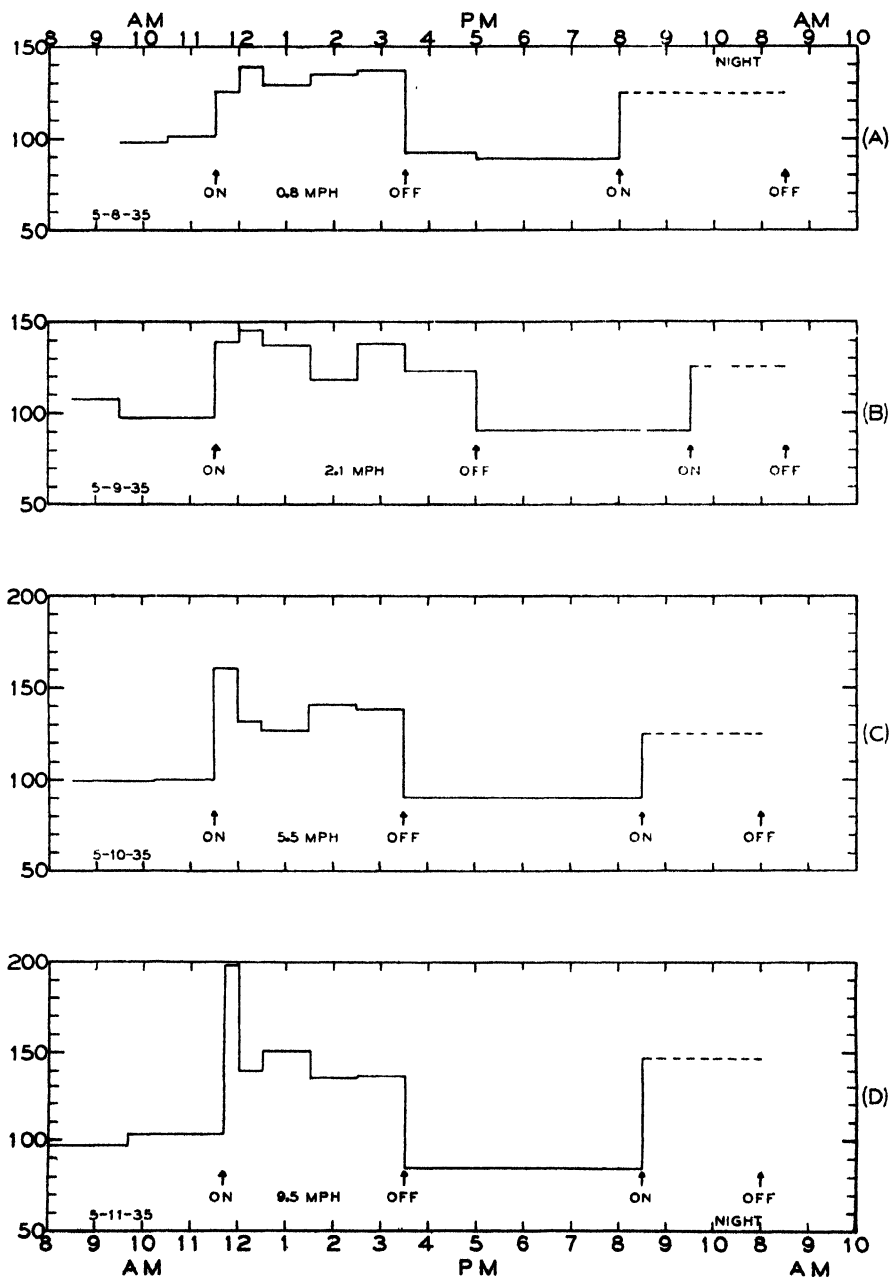 AM PM AM
8 9 10 11 12 1 2 3 4 5 6 7 8 9 10 8 9 10
150
NIGHT
100 (A)
ON 0.8 MPH OFF ON OFF
5-8-35
50
150
100 (B)
ON 2.1 MPH OFF ON OFF
5-9-35
50
200
150
(C)
100
ON 5.5 MPH OFF ON OFF
5-10-35
50
200
150
(D)
100
ON 9.5 MPH OFF ON OFF
5-11-35 NIGHT
50
8 9 10 11 12 1 2 3 4 5 6 7 8 9 10 8 9 10
AM PM AM